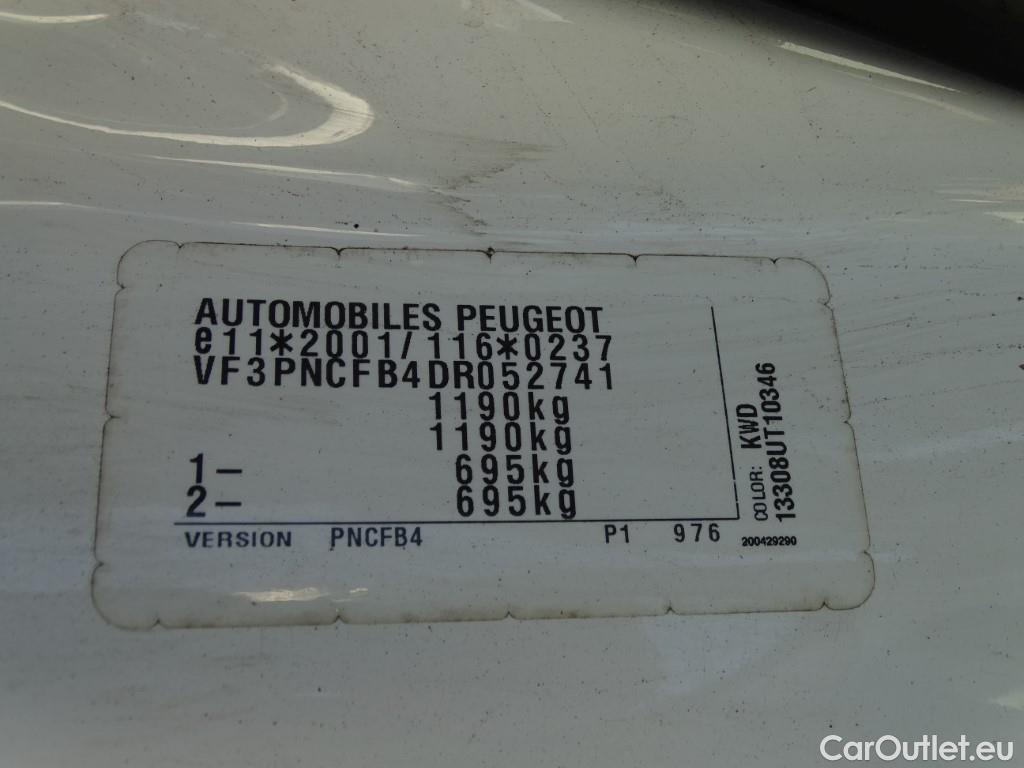 AUTOMOBILES PEUGEOT
e11*2001/116*0237
VF3PNCFB4DR052741
1190kg
1190kg
1- 695kg
2- 695kg
VERSION PNCFB4 P1 976
COLOR: KWD
13308UT10346
200429290
CarOutlet.eu